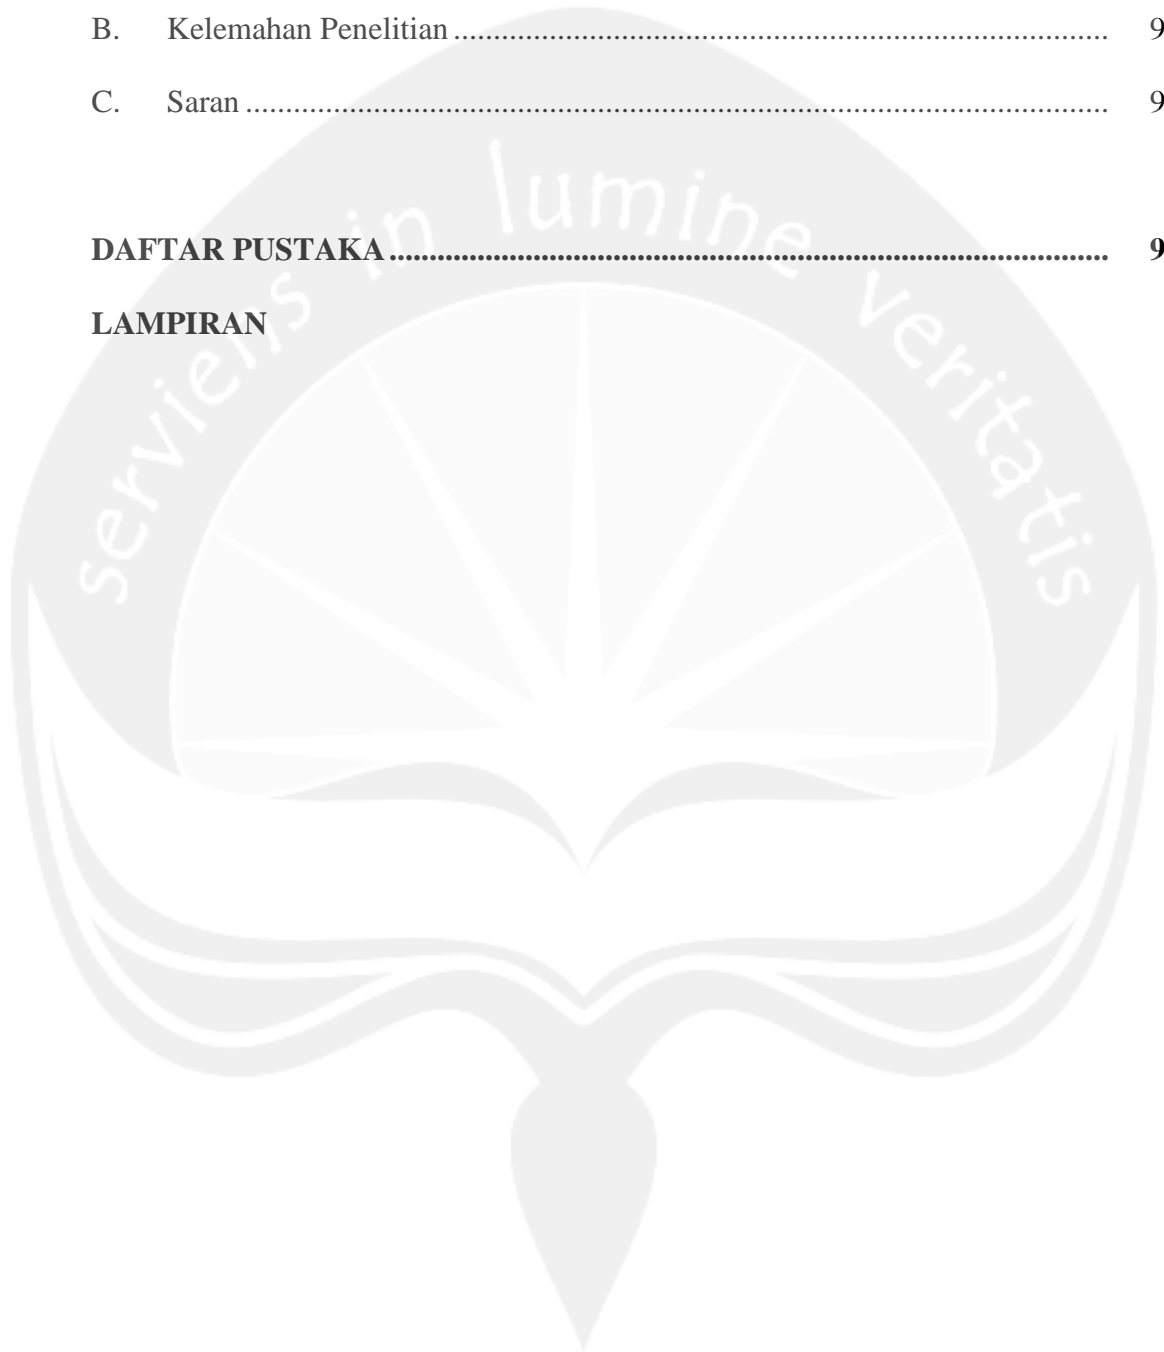 B. Kelemahan Penelitian ........................................................................ 9
C. Saran ........................................................................ 9
serviens in lumine veritatis
DAFTAR PUSTAKA ........................................................................ 9
LAMPIRAN